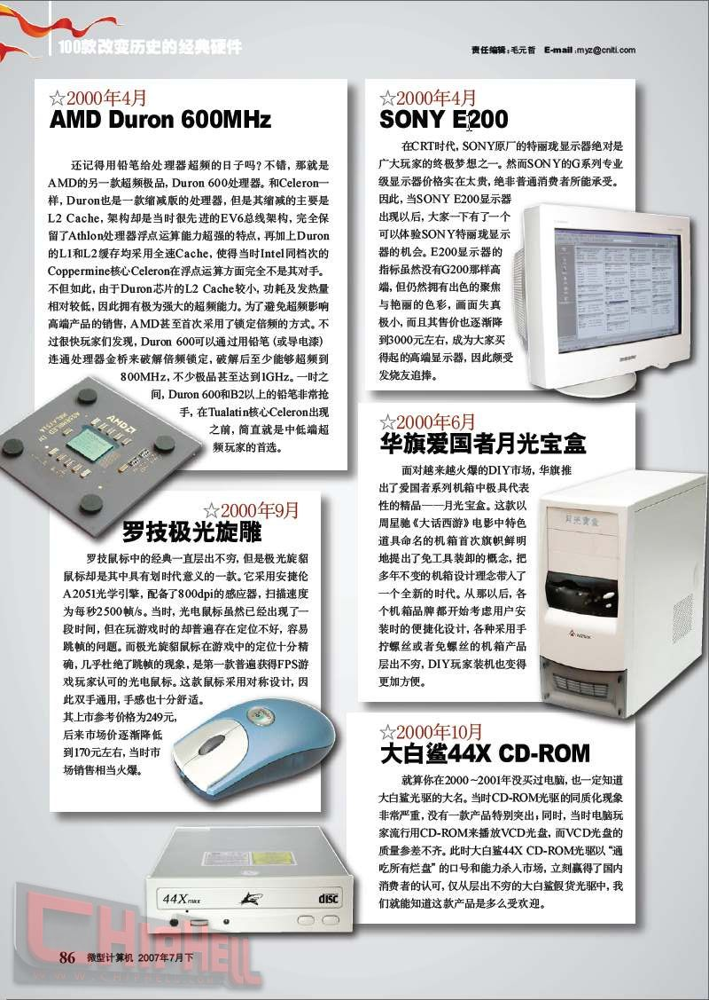 100款改变历史的经典硬件
责任编辑:毛元哲 E-mail:myz@cniti.com
☆2000年4月
AMD Duron 600MHz
还记得用铅笔给处理器超频的日子吗?不错,那就是
AMD的另一款超频极品,Duron 600处理器。和Celeron一
样,Duron也是一款缩减版的处理器,但是其缩减的主要是
L2 Cache,架构却是当时很先进的EV6总线架构,完全保
留了Athlon处理器浮点运算能力超强的特点,再加上Duron
的L1和L2缓存均采用全速Cache,使得当时Intel同档次的
Coppermine核心Celeron在浮点运算方面完全不是其对手。
不但如此,由于Duron芯片的L2 Cache较小,功耗及发热量
相对较低,因此拥有极为强大的超频能力。为了避免超频影响
高端产品的销售,AMD甚至首次采用了锁定倍频的方式。不
过很快玩家们发现,Duron 600可以通过用铅笔(或导电漆)
连通处理器金桥来破解倍频锁定,破解后至少能够超频到
800MHz,不少极品甚至达到1GHz。一时之
间,Duron 600和B2以上的铅笔非常抢
手,在Tualatin核心Celeron出现
之前,简直就是中低端超
频玩家的首选。
AMD
☆2000年9月
罗技极光旋雕
罗技鼠标中的经典一直层出不穷,但是极光旋貂
鼠标却是其中具有划时代意义的一款。它采用安捷伦
A2051光学引擎,配备了800dpi的感应器,扫描速度
为每秒2500帧/s。当时,光电鼠标虽然已经出现了一
段时间,但在玩游戏时的却普遍存在定位不好,容易
跳帧的问题。而极光旋貂鼠标在游戏中的定位十分精
确,几乎杜绝了跳帧的现象,是第一款普遍获得FPS游
戏玩家认可的光电鼠标。这款鼠标采用对称设计,因
此双手通用,手感也十分舒适。
其上市参考价格为249元,
后来市场价逐渐降低
到170元左右,当时市
场销售相当火爆。
☆2000年4月
SONY E200
在CRT时代,SONY原厂的特丽珑显示器绝对是
广大玩家的终极梦想之一。然而SONY的G系列专业
级显示器价格实在太贵,绝非普通消费者所能承受。
因此,当SONY E200显示器
出现以后,大家一下有了一个
可以体验SONY特丽珑显示
器的机会。E200显示器的
指标虽然没有G200那样高
端,但仍然拥有出色的聚焦
与艳丽的色彩,画面失真
极小,而且其售价也逐渐降
到3000元左右,成为大家买
得起的高端显示器,因此颇受
发烧友追捧。
☆2000年6月
华旗爱国者月光宝盒
面对越来越火爆的DIY市场,华旗推
出了爱国者系列机箱中极具代表
性的精品——月光宝盒。这款以
周星驰《大话西游》电影中特色
道具命名的机箱首次旗帜鲜明
地提出了免工具装卸的概念,把
多年不变的机箱设计理念带入了
一个全新的时代。从那以后,各
个机箱品牌都开始考虑用户安
装时的便捷化设计,各种采用手
拧螺丝或者免螺丝的机箱产品
层出不穷,DIY玩家装机也变得
更加方便。
月光宝盒
☆2000年10月
大白鲨44X CD-ROM
就算你在2000~2001年没买过电脑,也一定知道
大白鲨光驱的大名。当时CD-ROM光驱的同质化现象
非常严重,没有一款产品特别突出;同时,当时电脑玩
家流行用CD-ROM来播放VCD光盘,而VCD光盘的
质量参差不齐。此时大白鲨44X CD-ROM光驱以“通
吃所有烂盘”的口号和能力杀入市场,立刻赢得了国内
消费者的认可,仅从层出不穷的大白鲨假货光驱中,我
们就能知道这款产品是多么受欢迎。
44X MAX
disc
CHIPHELL
WWW.CHIPHELL.COM
86 微型计算机 2007年7月下